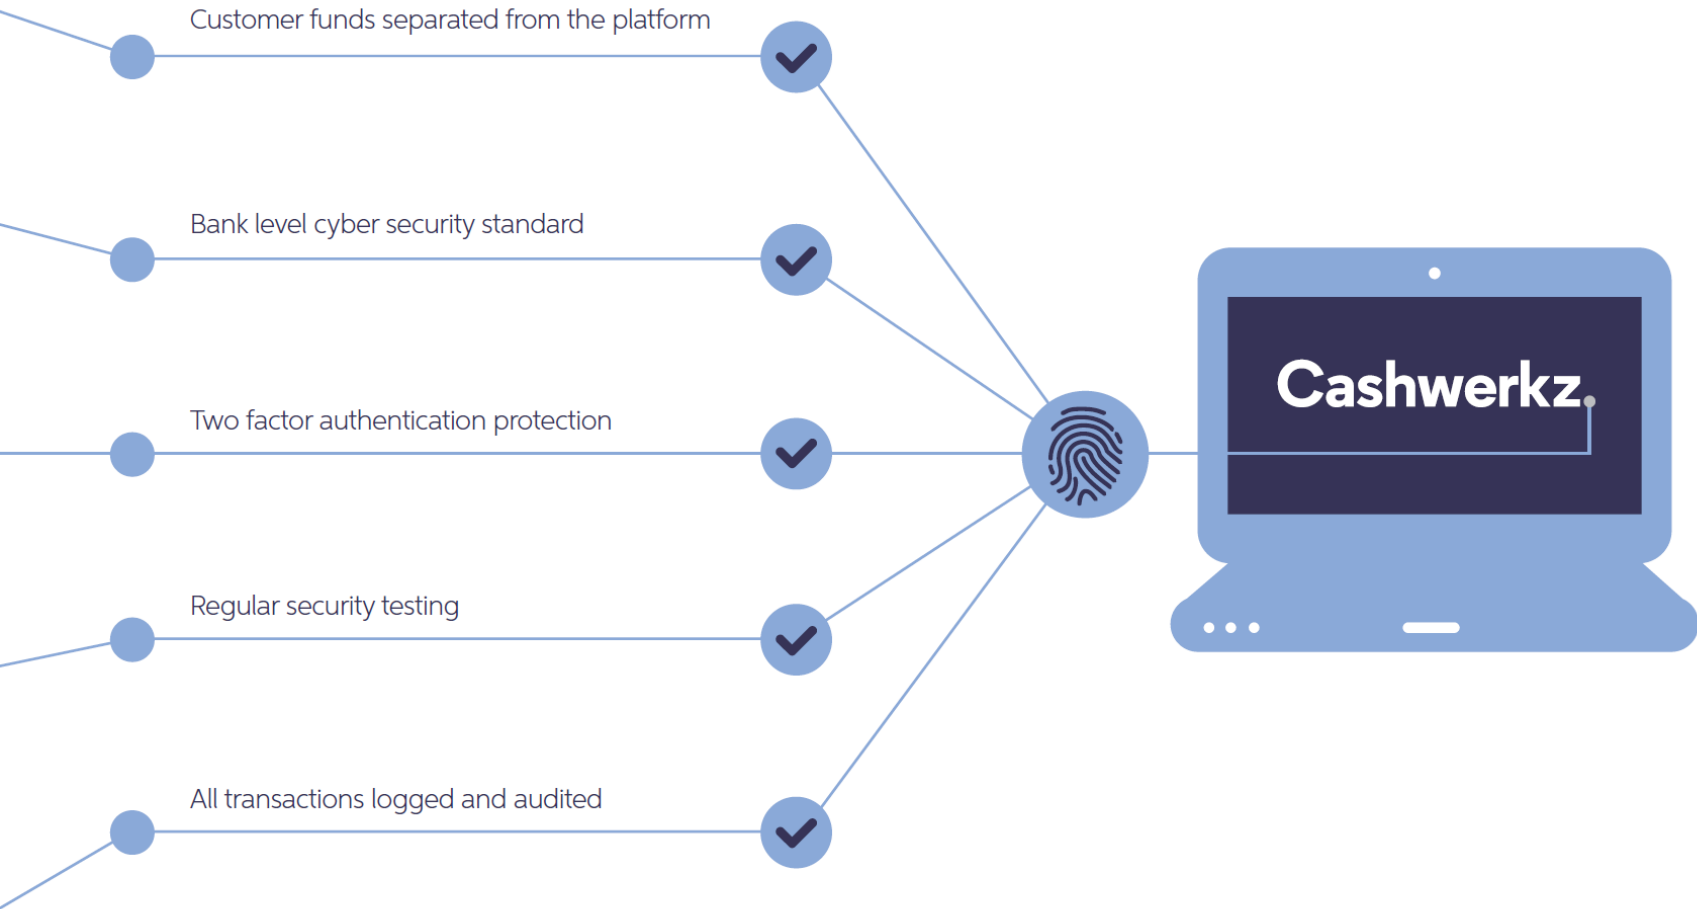 Customer funds separated from the platform
Bank level cyber security standard
Two factor authentication protection
Regular security testing
All transactions logged and audited
Cashwerkz.